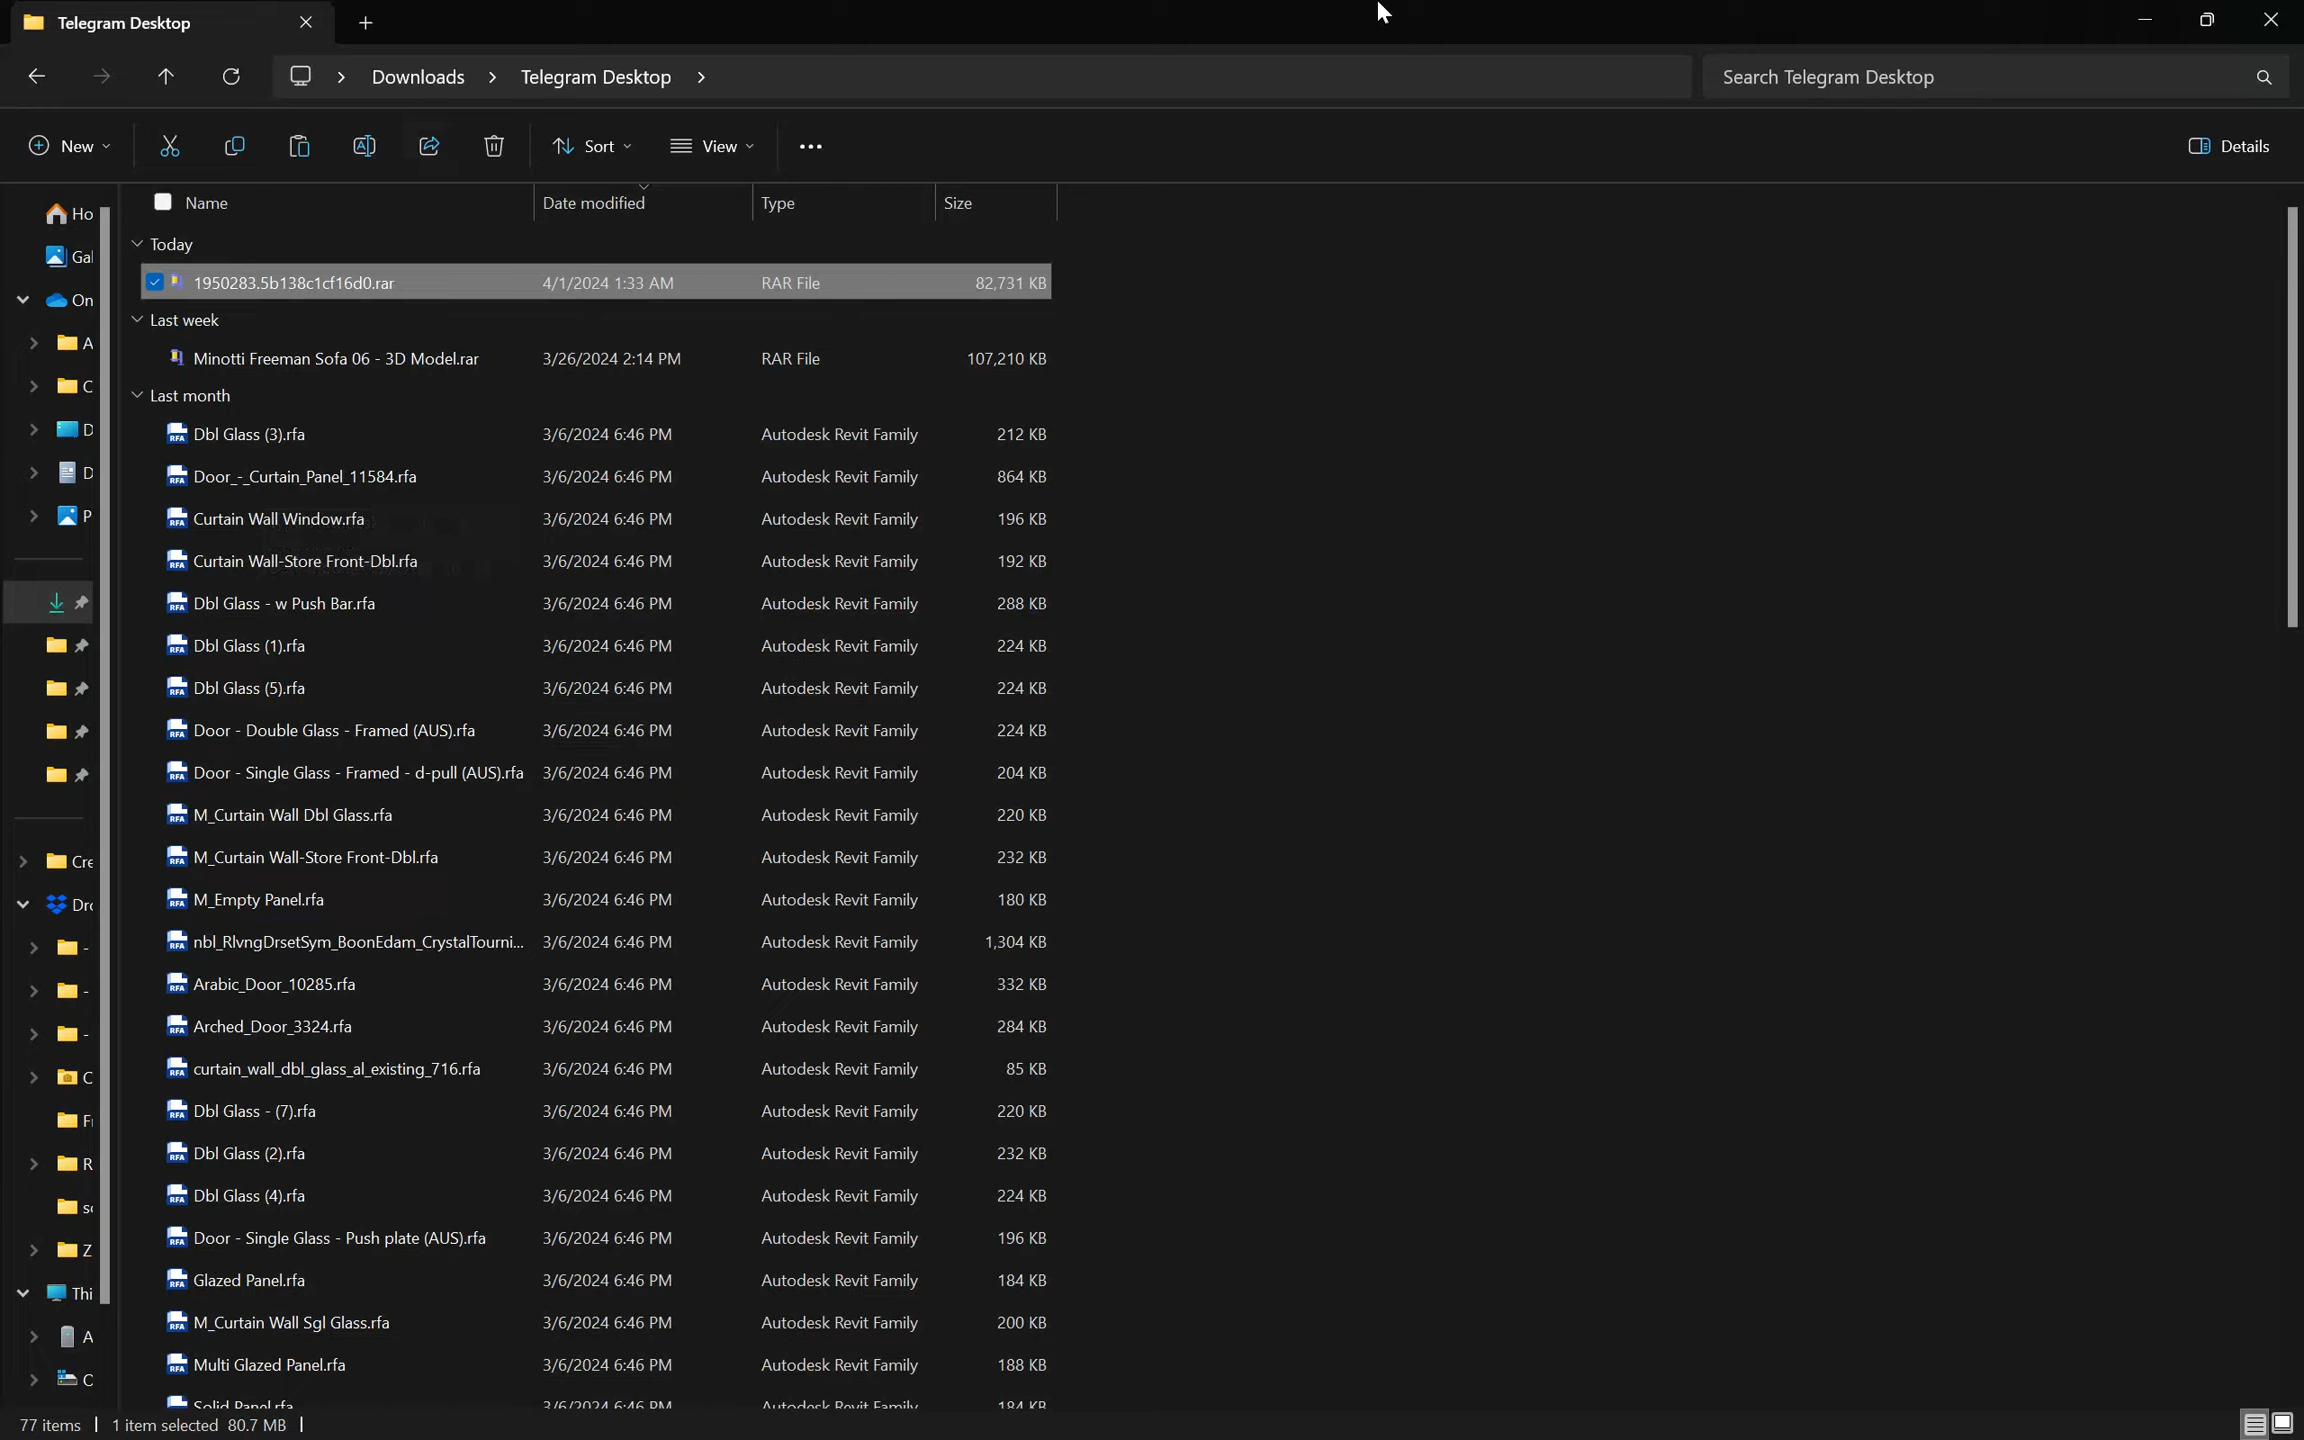 Telegram Desktop
Downloads Telegram Desktop
Search Telegram Desktop
New Sort View Details
Name Date modified Type Size
Today
1950283.5b138c1cf16d0.rar 4/1/2024 1:33 AM RAR File 82,731 KB
Last week
Minotti Freeman Sofa 06 - 3D Model.rar 3/26/2024 2:14 PM RAR File 107,210 KB
Last month
Dbl Glass (3).rfa 3/6/2024 6:46 PM Autodesk Revit Family 212 KB
Door_-_Curtain_Panel_11584.rfa 3/6/2024 6:46 PM Autodesk Revit Family 864 KB
Curtain Wall Window.rfa 3/6/2024 6:46 PM Autodesk Revit Family 196 KB
Curtain Wall-Store Front-Dbl.rfa 3/6/2024 6:46 PM Autodesk Revit Family 192 KB
Dbl Glass - w Push Bar.rfa 3/6/2024 6:46 PM Autodesk Revit Family 288 KB
Dbl Glass (1).rfa 3/6/2024 6:46 PM Autodesk Revit Family 224 KB
Dbl Glass (5).rfa 3/6/2024 6:46 PM Autodesk Revit Family 224 KB
Door - Double Glass - Framed (AUS).rfa 3/6/2024 6:46 PM Autodesk Revit Family 224 KB
Door - Single Glass - Framed - d-pull (AUS).rfa 3/6/2024 6:46 PM Autodesk Revit Family 204 KB
M_Curtain Wall Dbl Glass.rfa 3/6/2024 6:46 PM Autodesk Revit Family 220 KB
M_Curtain Wall-Store Front-Dbl.rfa 3/6/2024 6:46 PM Autodesk Revit Family 232 KB
M_Empty Panel.rfa 3/6/2024 6:46 PM Autodesk Revit Family 180 KB
nbl_RlvngDrsetSym_BoonEdam_CrystalTourni... 3/6/2024 6:46 PM Autodesk Revit Family 1,304 KB
Arabic_Door_10285.rfa 3/6/2024 6:46 PM Autodesk Revit Family 332 KB
Arched_Door_3324.rfa 3/6/2024 6:46 PM Autodesk Revit Family 284 KB
curtain_wall_dbl_glass_al_existing_716.rfa 3/6/2024 6:46 PM Autodesk Revit Family 85 KB
Dbl Glass - (7).rfa 3/6/2024 6:46 PM Autodesk Revit Family 220 KB
Dbl Glass (2).rfa 3/6/2024 6:46 PM Autodesk Revit Family 232 KB
Dbl Glass (4).rfa 3/6/2024 6:46 PM Autodesk Revit Family 224 KB
Door - Single Glass - Push plate (AUS).rfa 3/6/2024 6:46 PM Autodesk Revit Family 196 KB
Glazed Panel.rfa 3/6/2024 6:46 PM Autodesk Revit Family 184 KB
M_Curtain Wall Sgl Glass.rfa 3/6/2024 6:46 PM Autodesk Revit Family 200 KB
Multi Glazed Panel.rfa 3/6/2024 6:46 PM Autodesk Revit Family 188 KB
Solid Panel.rfa 3/6/2024 6:46 PM Autodesk Revit Family 184 KB
77 items 1 item selected 80.7 MB